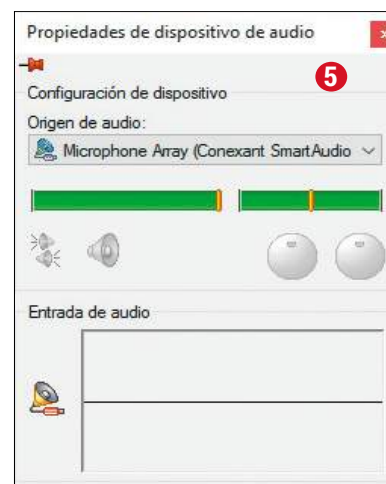 Propiedades de dispositivo de audio
5
Configuración de dispositivo
Origen de audio:
Microphone Array (Conexant SmartAudio
Entrada de audio